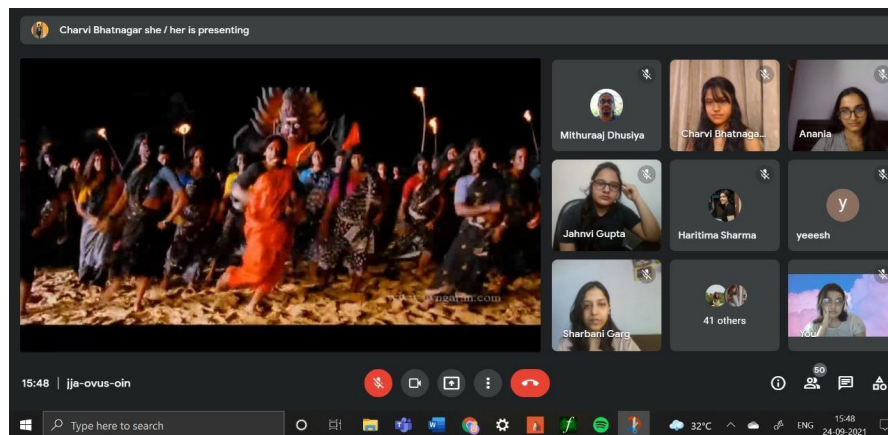 Charvi Bhatnagar she / her is presenting
Mithuraaj Dhusiya
Charvi Bhatnaga...
Anania
Jahnvi Gupta
Haritima Sharma
y
yeeesh
Sharbani Garg
41 others
You
15:48 | jja-ovus-oin
50
Type here to search
32°C
ENG
15:48
24-09-2021